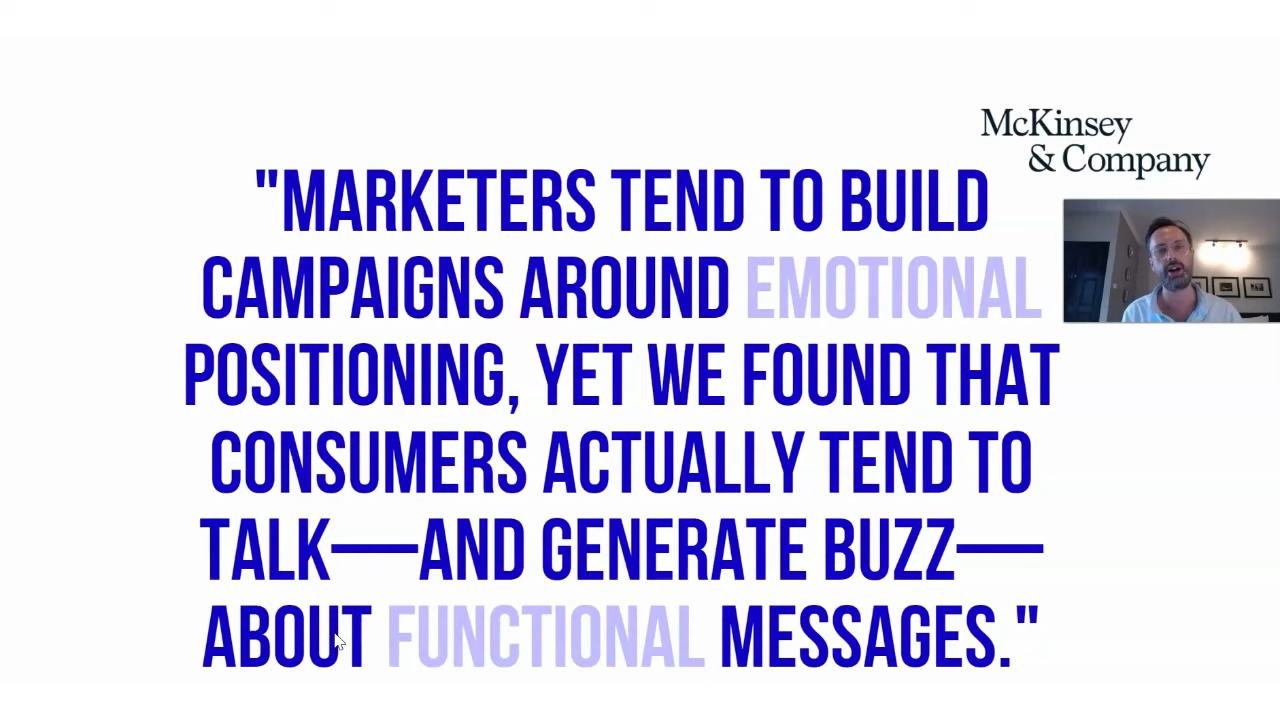 McKinsey
& Company
"MARKETERS TEND TO BUILD
CAMPAIGNS AROUND EMOTIONAL
POSITIONING, YET WE FOUND THAT
CONSUMERS ACTUALLY TEND TO
TALK—AND GENERATE BUZZ—
ABOUT FUNCTIONAL MESSAGES."